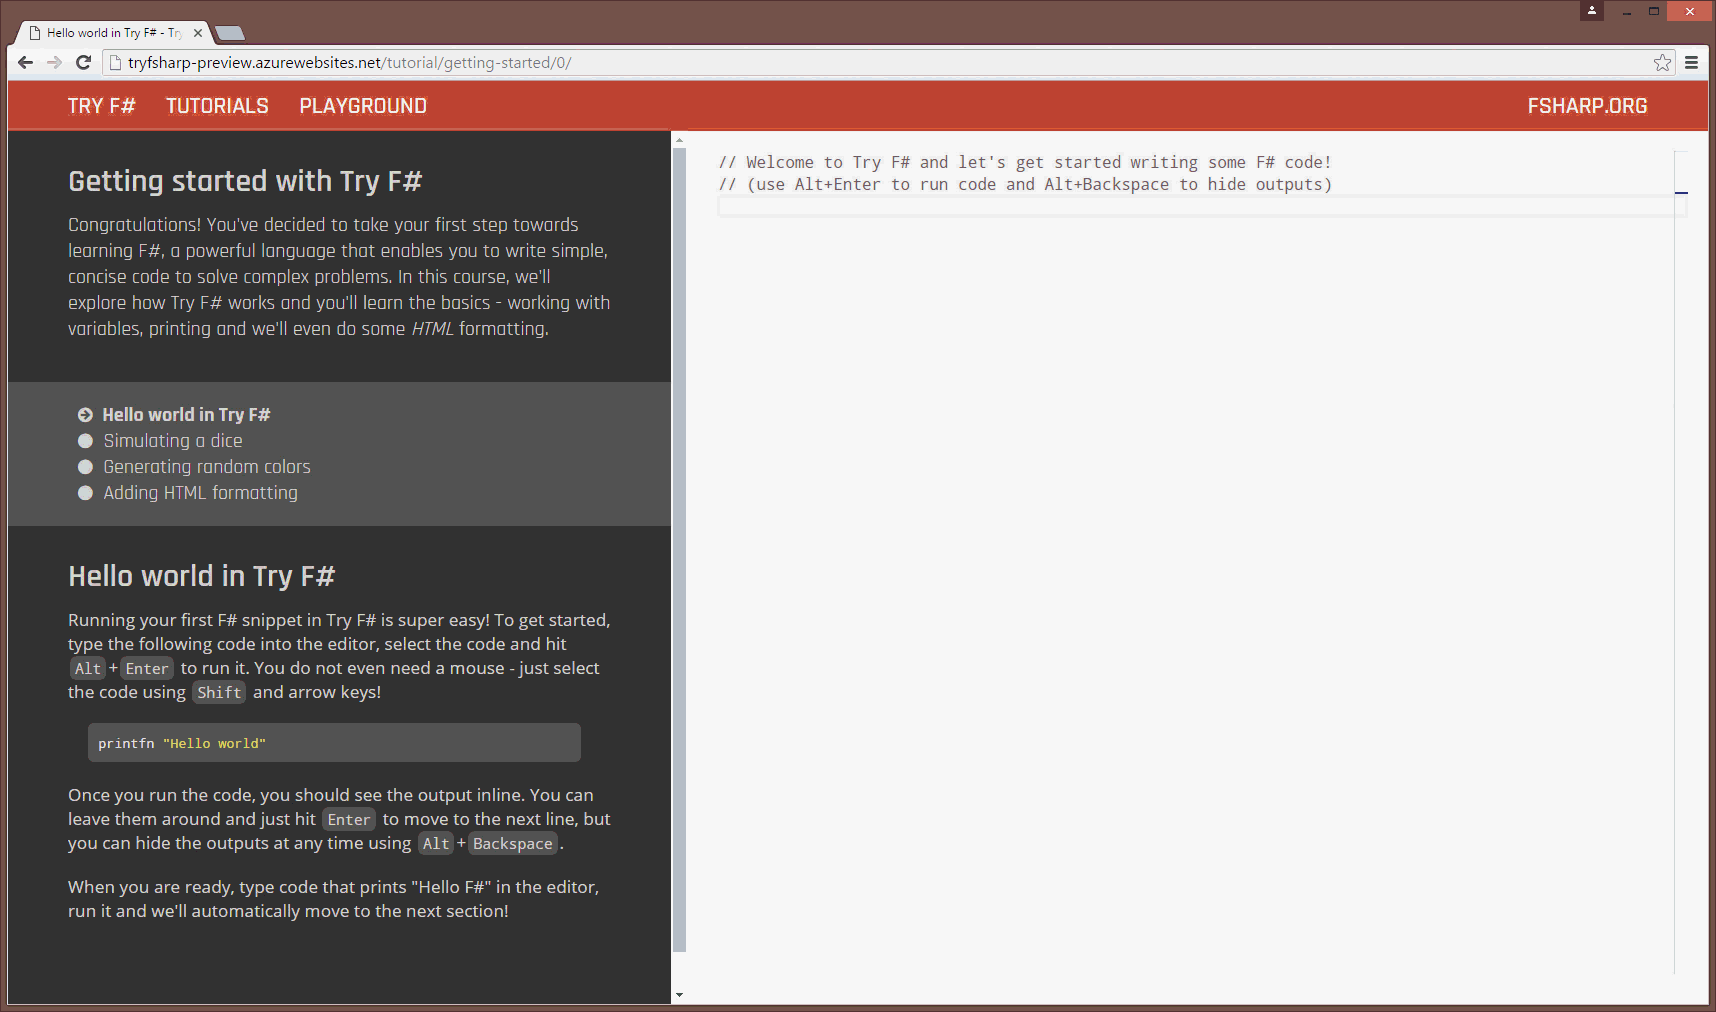 Hello world in Try F# - Tr
tryfsharp-preview.azurewebsites.net/tutorial/getting-started/0/
TRY F# TUTORIALS PLAYGROUND FSHARP.ORG
Getting started with Try F#
Congratulations! You've decided to take your first step towards
learning F#, a powerful language that enables you to write simple,
concise code to solve complex problems. In this course, we'll
explore how Try F# works and you'll learn the basics - working with
variables, printing and we'll even do some HTML formatting.
Hello world in Try F#
Simulating a dice
Generating random colors
Adding HTML formatting
Hello world in Try F#
Running your first F# snippet in Try F# is super easy! To get started,
type the following code into the editor, select the code and hit
Alt + Enter to run it. You do not even need a mouse - just select
the code using Shift and arrow keys!
printfn "Hello world"
Once you run the code, you should see the output inline. You can
leave them around and just hit Enter to move to the next line, but
you can hide the outputs at any time using Alt + Backspace.
When you are ready, type code that prints "Hello F#" in the editor,
run it and we'll automatically move to the next section!
// Welcome to Try F# and let's get started writing some F# code!
// (use Alt+Enter to run code and Alt+Backspace to hide outputs)